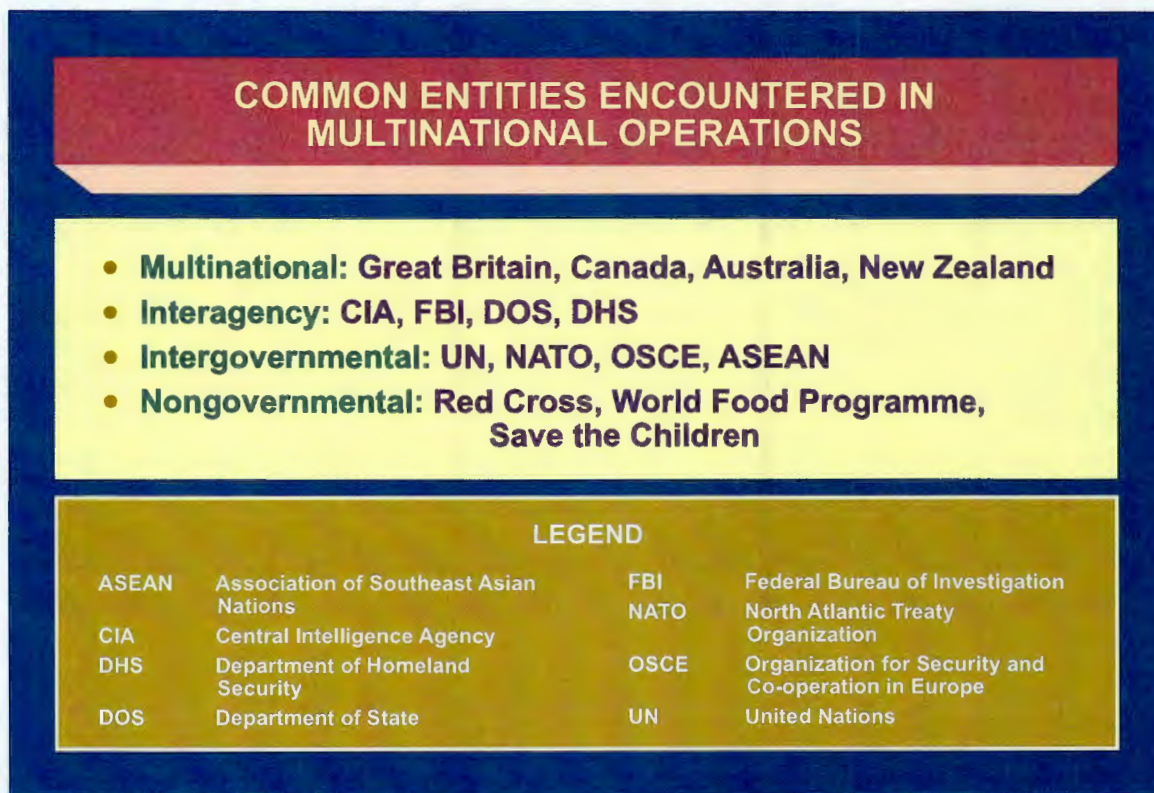 COMMON ENTITIES ENCOUNTERED IN
MULTINATIONAL OPERATIONS
• Multinational: Great Britain, Canada, Australia, New Zealand
• Interagency: CIA, FBI, DOS, DHS
• Intergovernmental: UN, NATO, OSCE, ASEAN
• Nongovernmental: Red Cross, World Food Programme,
Save the Children
LEGEND
ASEAN Association of Southeast Asian
Nations
CIA Central Intelligence Agency
DHS Department of Homeland
Security
DOS Department of State
FBI Federal Bureau of Investigation
NATO North Atlantic Treaty
Organization
OSCE Organization for Security and
Co-operation in Europe
UN United Nations